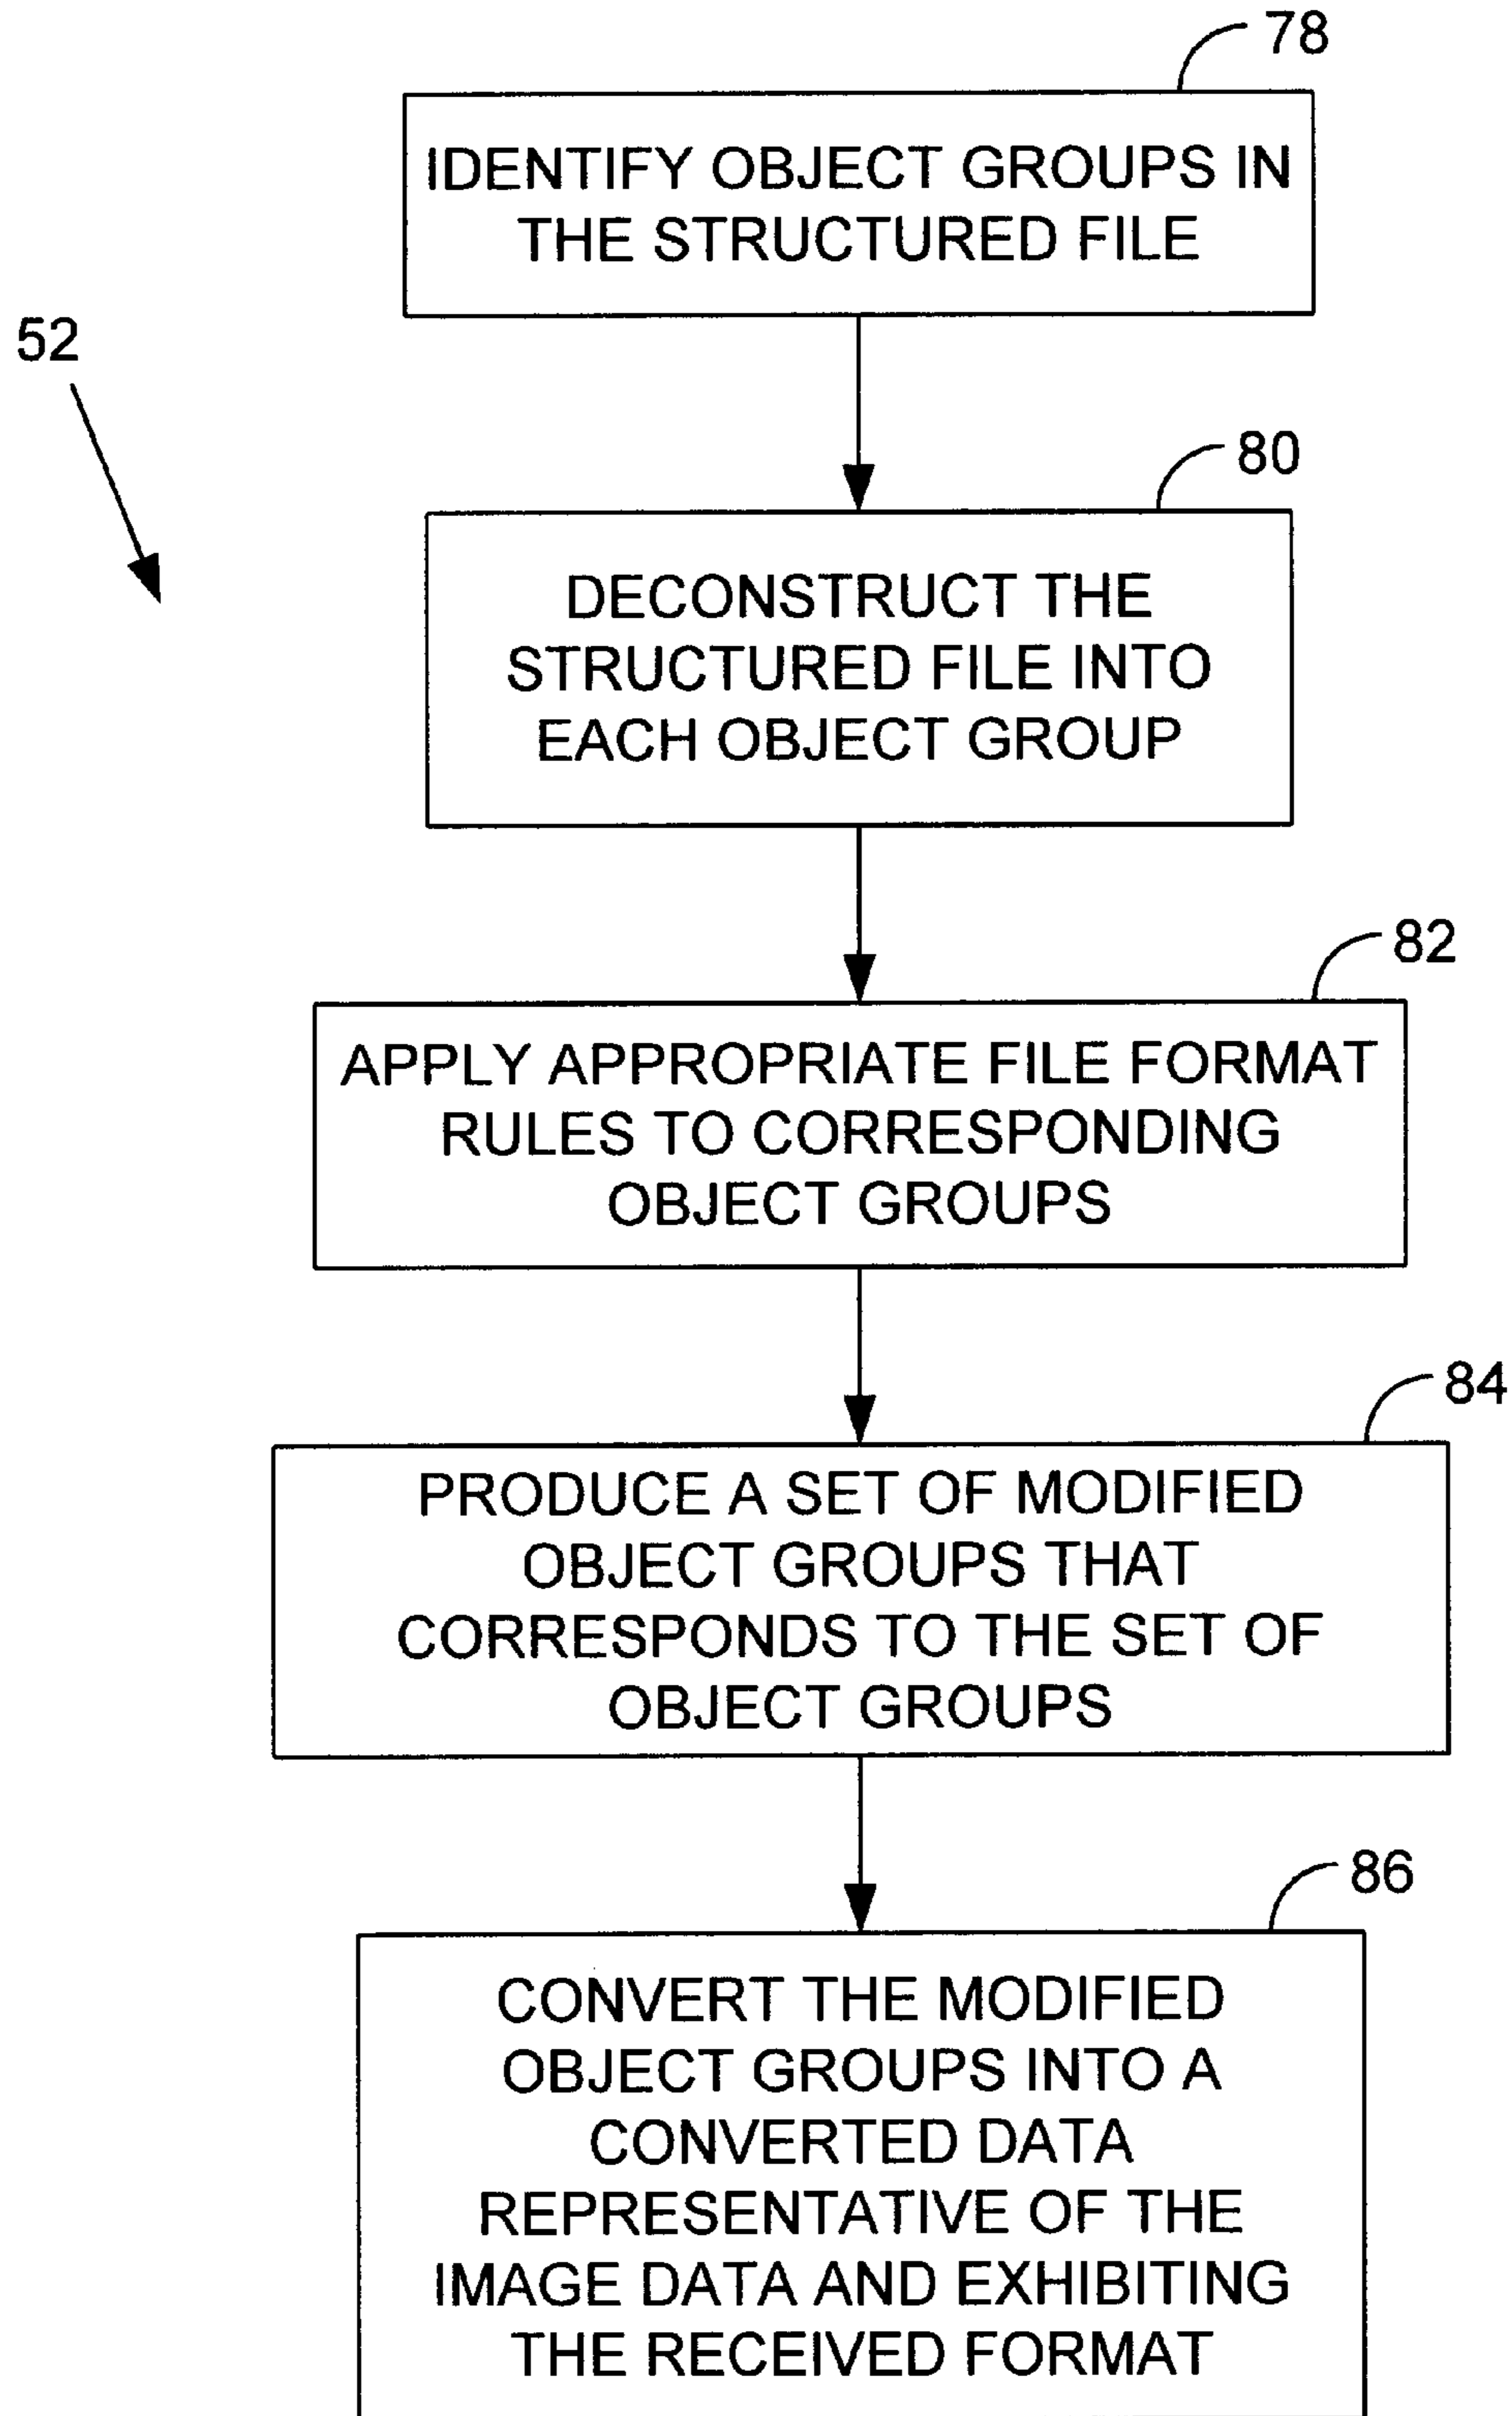 78
IDENTIFY OBJECT GROUPS IN
THE STRUCTURED FILE
52
80
DECONSTRUCT THE
STRUCTURED FILE INTO
EACH OBJECT GROUP
82
APPLY APPROPRIATE FILE FORMAT
RULES TO CORRESPONDING
OBJECT GROUPS
84
PRODUCE A SET OF MODIFIED
OBJECT GROUPS THAT
CORRESPONDS TO THE SET OF
OBJECT GROUPS
86
CONVERT THE MODIFIED
OBJECT GROUPS INTO A
CONVERTED DATA
REPRESENTATIVE OF THE
IMAGE DATA AND EXHIBITING
THE RECEIVED FORMAT